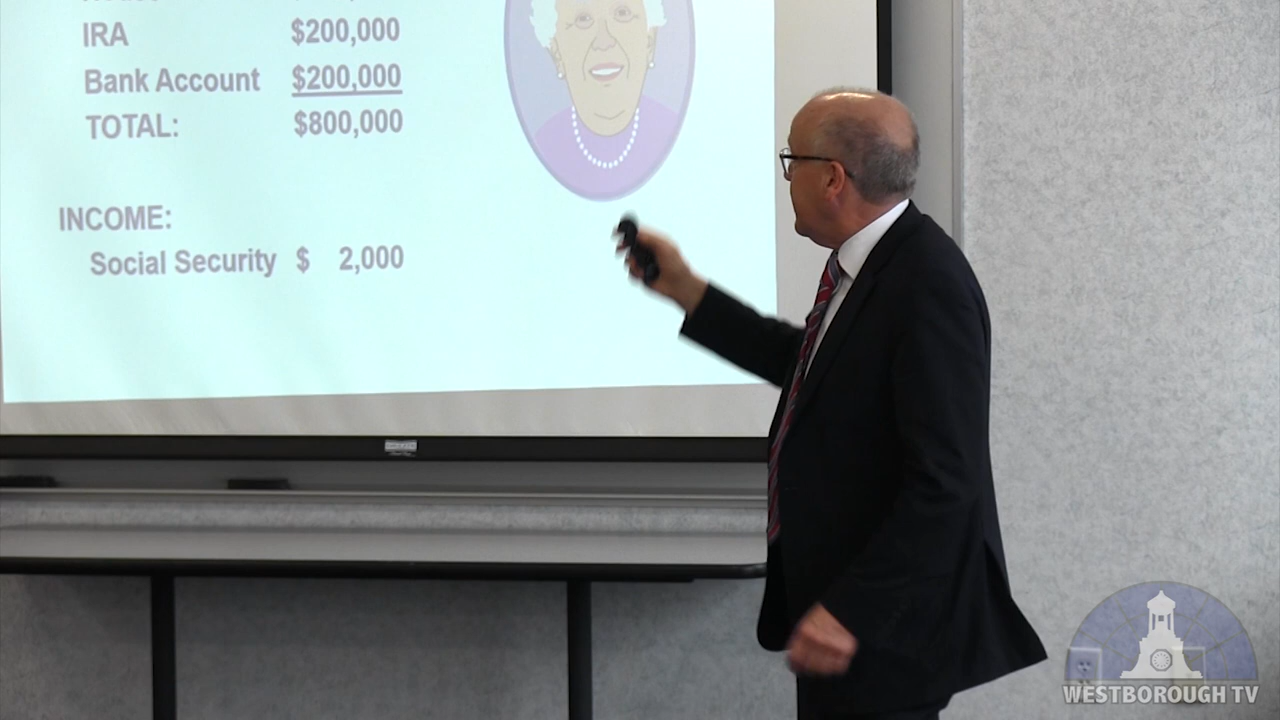 IRA $200,000
Bank Account $200,000
TOTAL: $800,000
INCOME:
Social Security $ 2,000
WESTBOROUGH TV